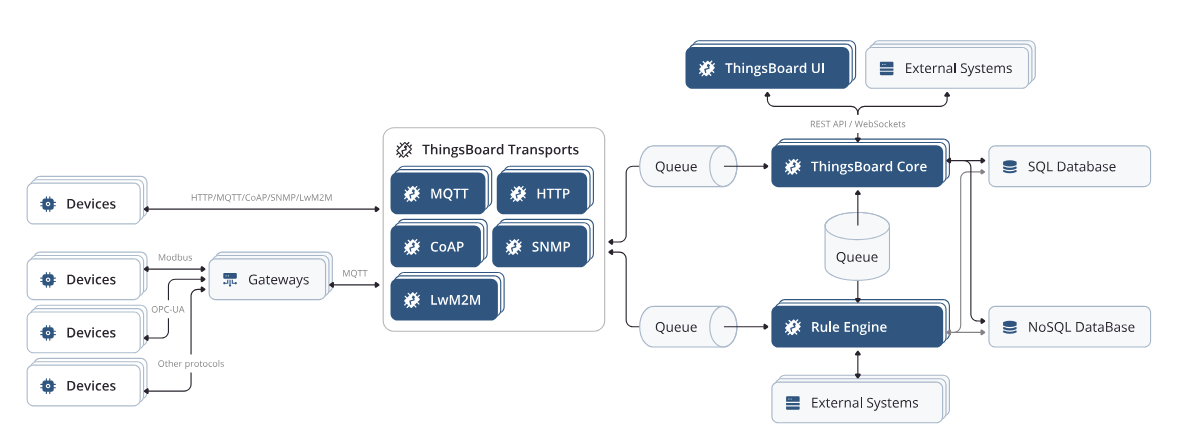 ThingsBoard UI
External Systems
REST API / WebSockets
ThingsBoard Transports
Queue
ThingsBoard Core
SQL Database
MQTT
HTTP
Devices
HTTP/MQTT/CoAP/SNMP/LwM2M
CoAP
SNMP
Queue
Modbus
Devices
Gateways
MQTT
LwM2M
OPC-UA
Devices
Queue
Rule Engine
NoSQL DataBase
Other protocols
Devices
External Systems